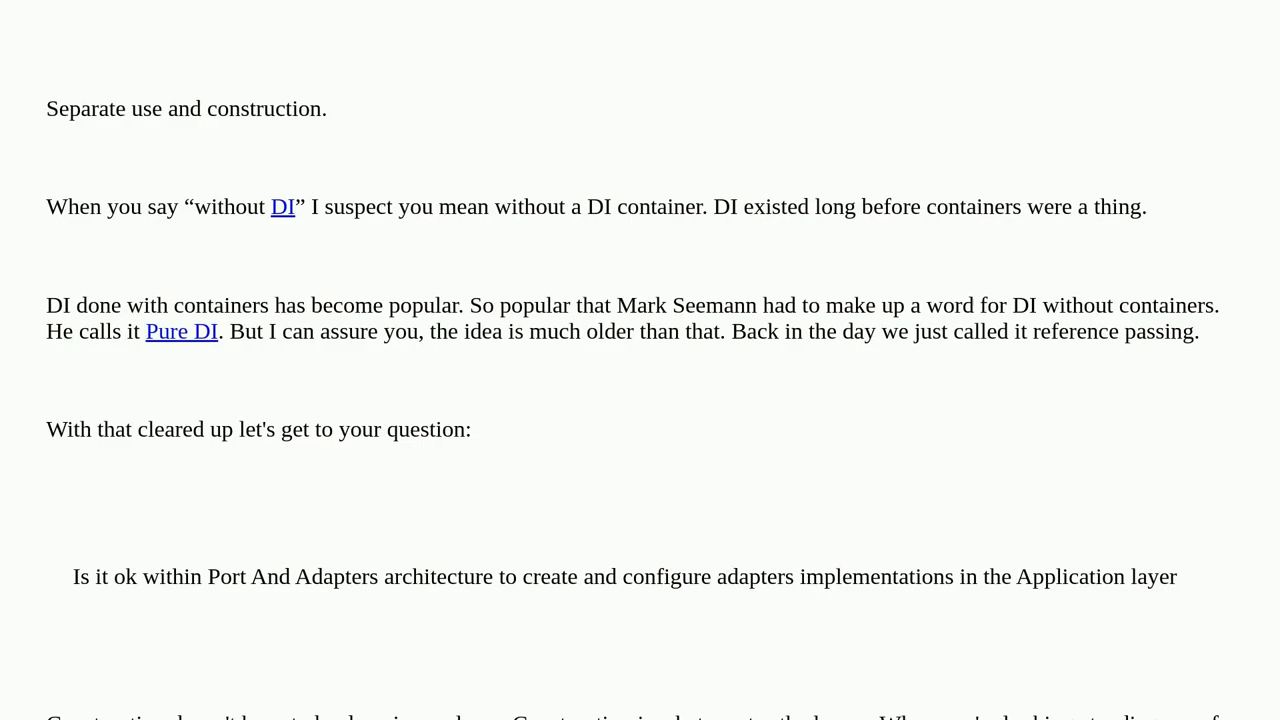 Separate use and construction.
When you say “without DI” I suspect you mean without a DI container. DI existed long before containers were a thing.
DI done with containers has become popular. So popular that Mark Seemann had to make up a word for DI without containers.
He calls it Pure DI. But I can assure you, the idea is much older than that. Back in the day we just called it reference passing.
With that cleared up let's get to your question:
Is it ok within Port And Adapters architecture to create and configure adapters implementations in the Application layer